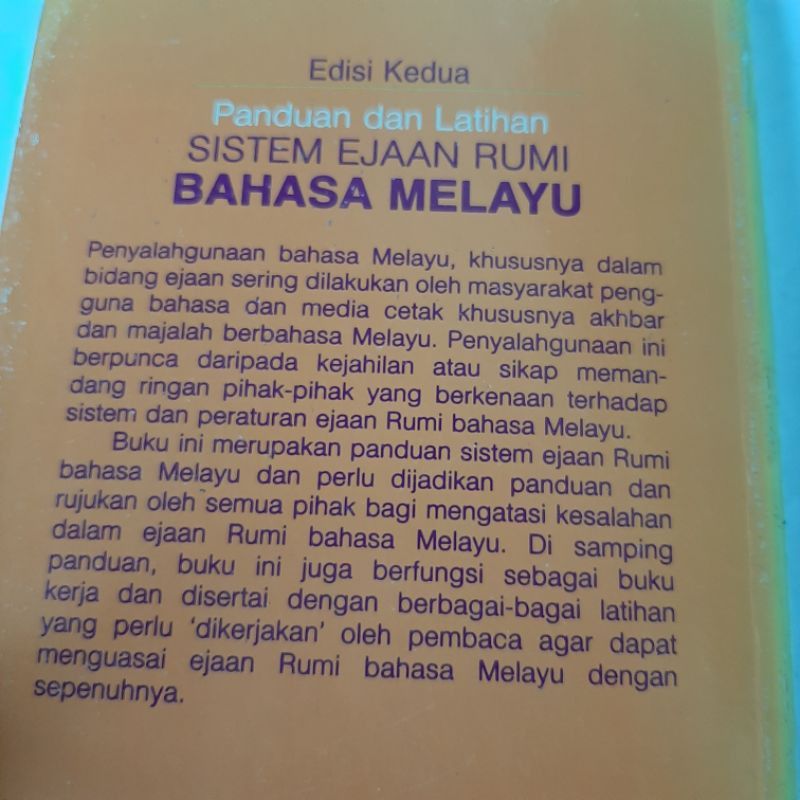 Edisi Kedua
Panduan dan Latihan
SISTEM EJAAN RUMI
BAHASA MELAYU
Penyalahgunaan bahasa Melayu, khususnya dalam
bidang ejaan sering dilakukan oleh masyarakat peng-
guna bahasa dan media cetak khususnya akhbar
dan majalah berbahasa Melayu. Penyalahgunaan ini
berpunca daripada kejahilan atau sikap meman-
dang ringan pihak-pihak yang berkenaan terhadap
sistem dan peraturan ejaan Rumi bahasa Melayu.
Buku ini merupakan panduan sistem ejaan Rumi
bahasa Melayu dan perlu dijadikan panduan dan
rujukan oleh semua pihak bagi mengatasi kesalahan
dalam ejaan Rumi bahasa Melayu. Di samping
panduan, buku ini juga berfungsi sebagai buku
kerja dan disertai dengan berbagai-bagai latihan
yang perlu 'dikerjakan' oleh pembaca agar dapat
menguasai ejaan Rumi bahasa Melayu dengan
sepenuhnya.